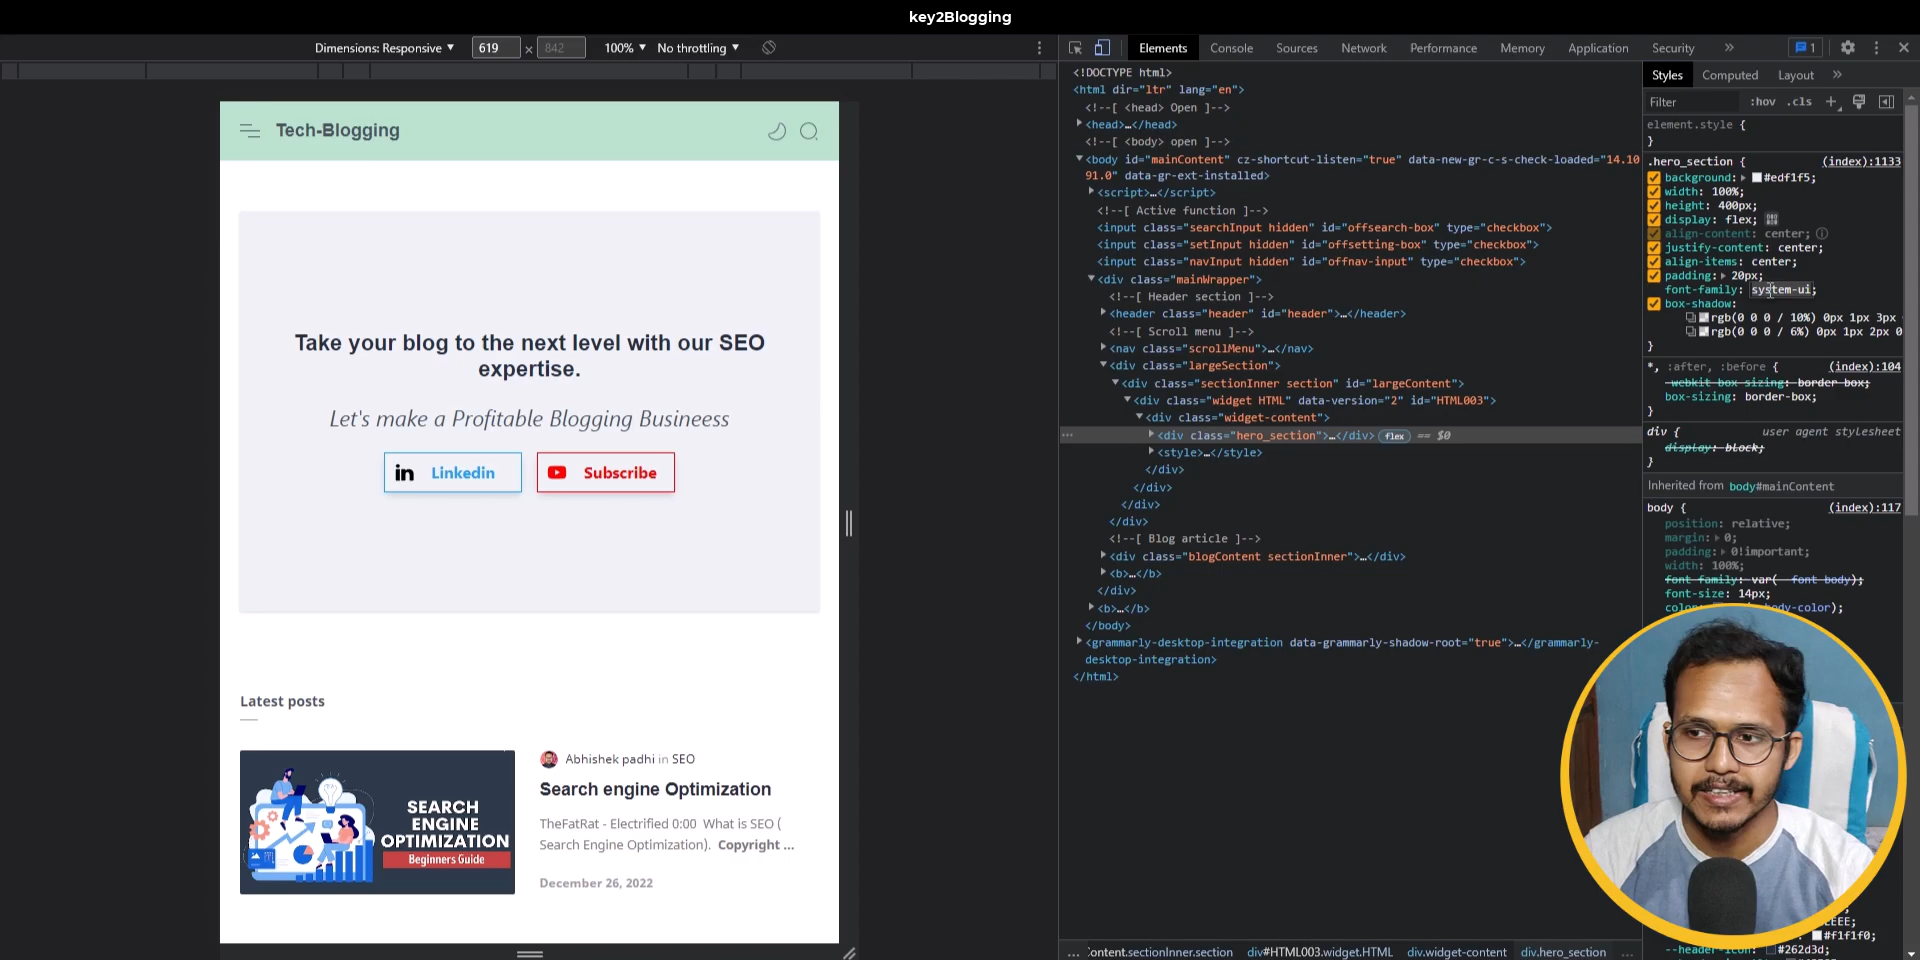 key2Blogging
Dimensions: Responsive ▼ 619 × 842 100% ▼ No throttling ▼
Elements Console Sources Network Performance Memory Application Security » 1
Tech-Blogging
Take your blog to the next level with our SEO
expertise.
Let's make a Profitable Blogging Busineess
Linkedin Subscribe
Latest posts
SEARCH
ENGINE
OPTIMIZATION
Beginners Guide
Abhishek padhi in SEO
Search engine Optimization
TheFatRat - Electrified 0:00 What is SEO (
Search Engine Optimization). Copyright ...
December 26, 2022
<!DOCTYPE html>
<html dir="ltr" lang="en">
<!--[ <head> Open ]-->
<head>…</head>
<!--[ <body> open ]-->
<body id="mainContent" cz-shortcut-listen="true" data-new-gr-c-s-check-loaded="14.10
91.0" data-gr-ext-installed>
<script>…</script>
<!--[ Active function ]-->
<input class="searchInput hidden" id="offsearch-box" type="checkbox">
<input class="setInput hidden" id="offsetting-box" type="checkbox">
<input class="navInput hidden" id="offnav-input" type="checkbox">
<div class="mainWrapper">
<!--[ Header section ]-->
<header class="header" id="header">…</header>
<!--[ Scroll menu ]-->
<nav class="scrollMenu">…</nav>
<div class="largeSection">
<div class="sectionInner section" id="largeContent">
<div class="widget HTML" data-version="2" id="HTML003">
<div class="widget-content">
… <div class="hero_section">…</div> flex == $0
<style>…</style>
</div>
</div>
</div>
</div>
<!--[ Blog article ]-->
<div class="blogContent sectionInner">…</div>
<b>…</b>
</div>
<b>…</b>
</body>
<grammarly-desktop-integration data-grammarly-shadow-root="true">…</grammarly-
desktop-integration>
</html>
... Content.sectionInner.section div#HTML003.widget.HTML div.widget-content div.hero_section ...
Styles Computed Layout »
Filter :hov .cls +
element.style {
}
.hero_section { (index):1133
background: #edf1f5;
width: 100%;
height: 400px;
display: flex;
align-content: center;
justify-content: center;
align-items: center;
padding: 20px;
font-family: system-ui;
box-shadow:
rgb(0 0 0 / 10%) 0px 1px 3px
rgb(0 0 0 / 6%) 0px 1px 2px 0
}
*, :after, :before { (index):104
-webkit-box-sizing: border-box;
box-sizing: border-box;
}
div { user agent stylesheet
display: block;
}
Inherited from body#mainContent
body { (index):117
position: relative;
margin: 0;
padding: 0!important;
width: 100%;
font-family: var(--font-body);
font-size: 14px;
body-color);
#f1f1f0;
--header-icon: #262d3d;